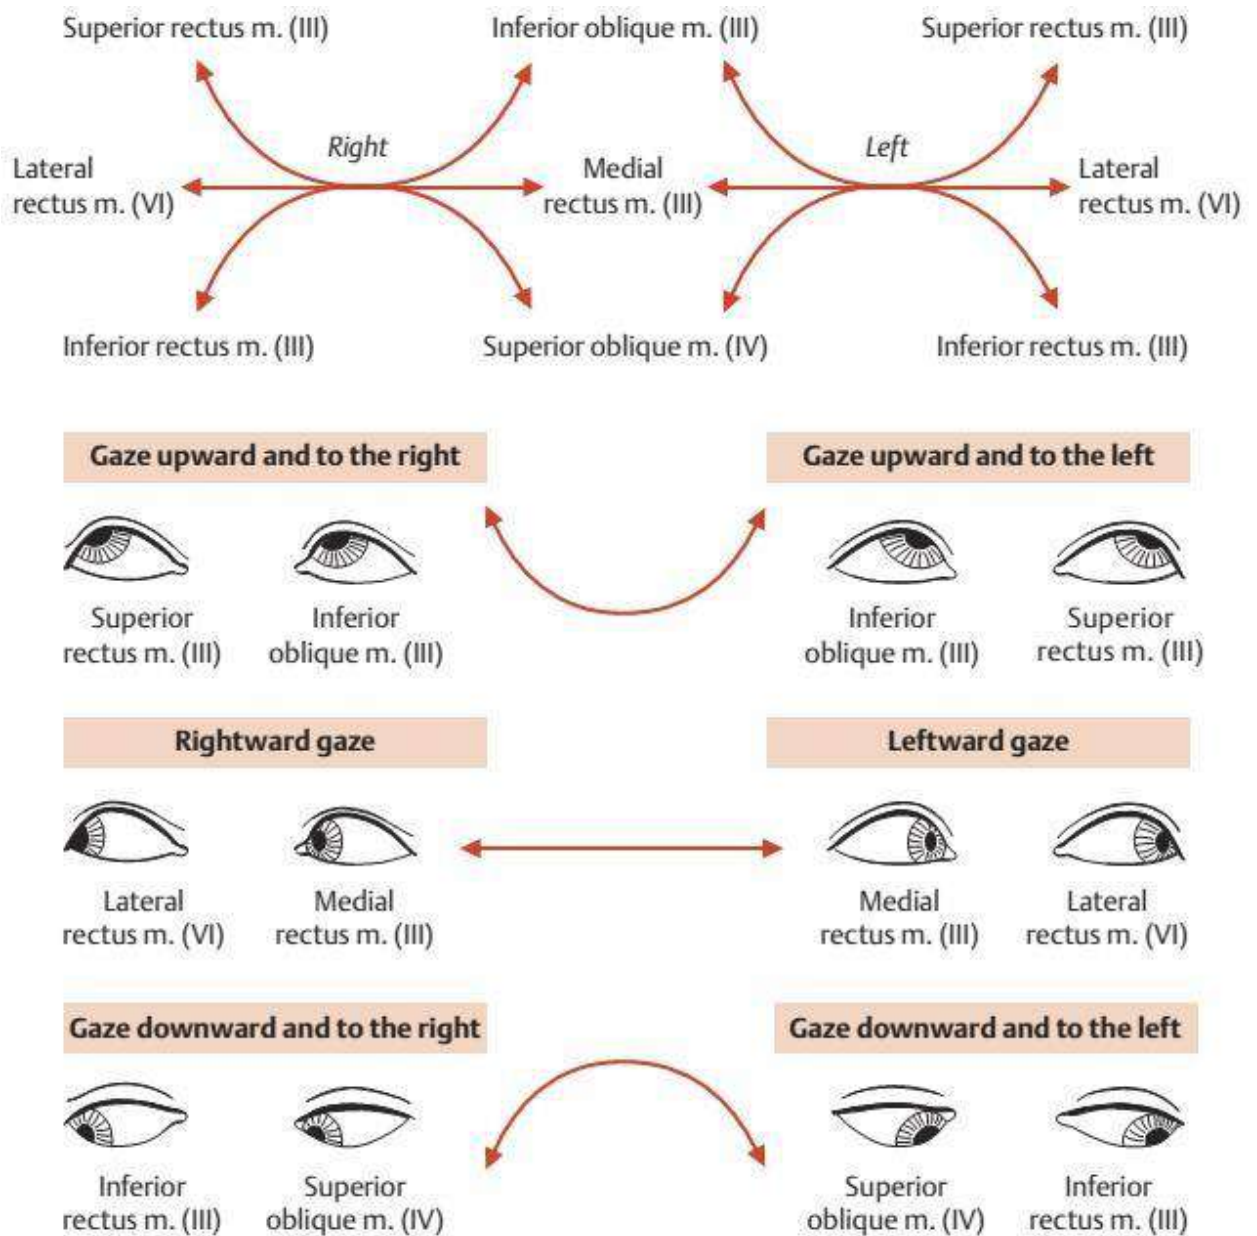 Superior rectus m. (III)
Inferior oblique m. (III)
Superior rectus m. (III)
Right
Left
Lateral
rectus m. (VI)
Medial
rectus m. (III)
Lateral
rectus m. (VI)
Inferior rectus m. (III)
Superior oblique m. (IV)
Inferior rectus m. (III)
Gaze upward and to the right
Gaze upward and to the left
Superior
rectus m. (III)
Inferior
oblique m. (III)
Inferior
oblique m. (III)
Superior
rectus m. (III)
Rightward gaze
Leftward gaze
Lateral
rectus m. (VI)
Medial
rectus m. (III)
Medial
rectus m. (III)
Lateral
rectus m. (VI)
Gaze downward and to the right
Gaze downward and to the left
Inferior
rectus m. (III)
Superior
oblique m. (IV)
Superior
oblique m. (IV)
Inferior
rectus m. (III)